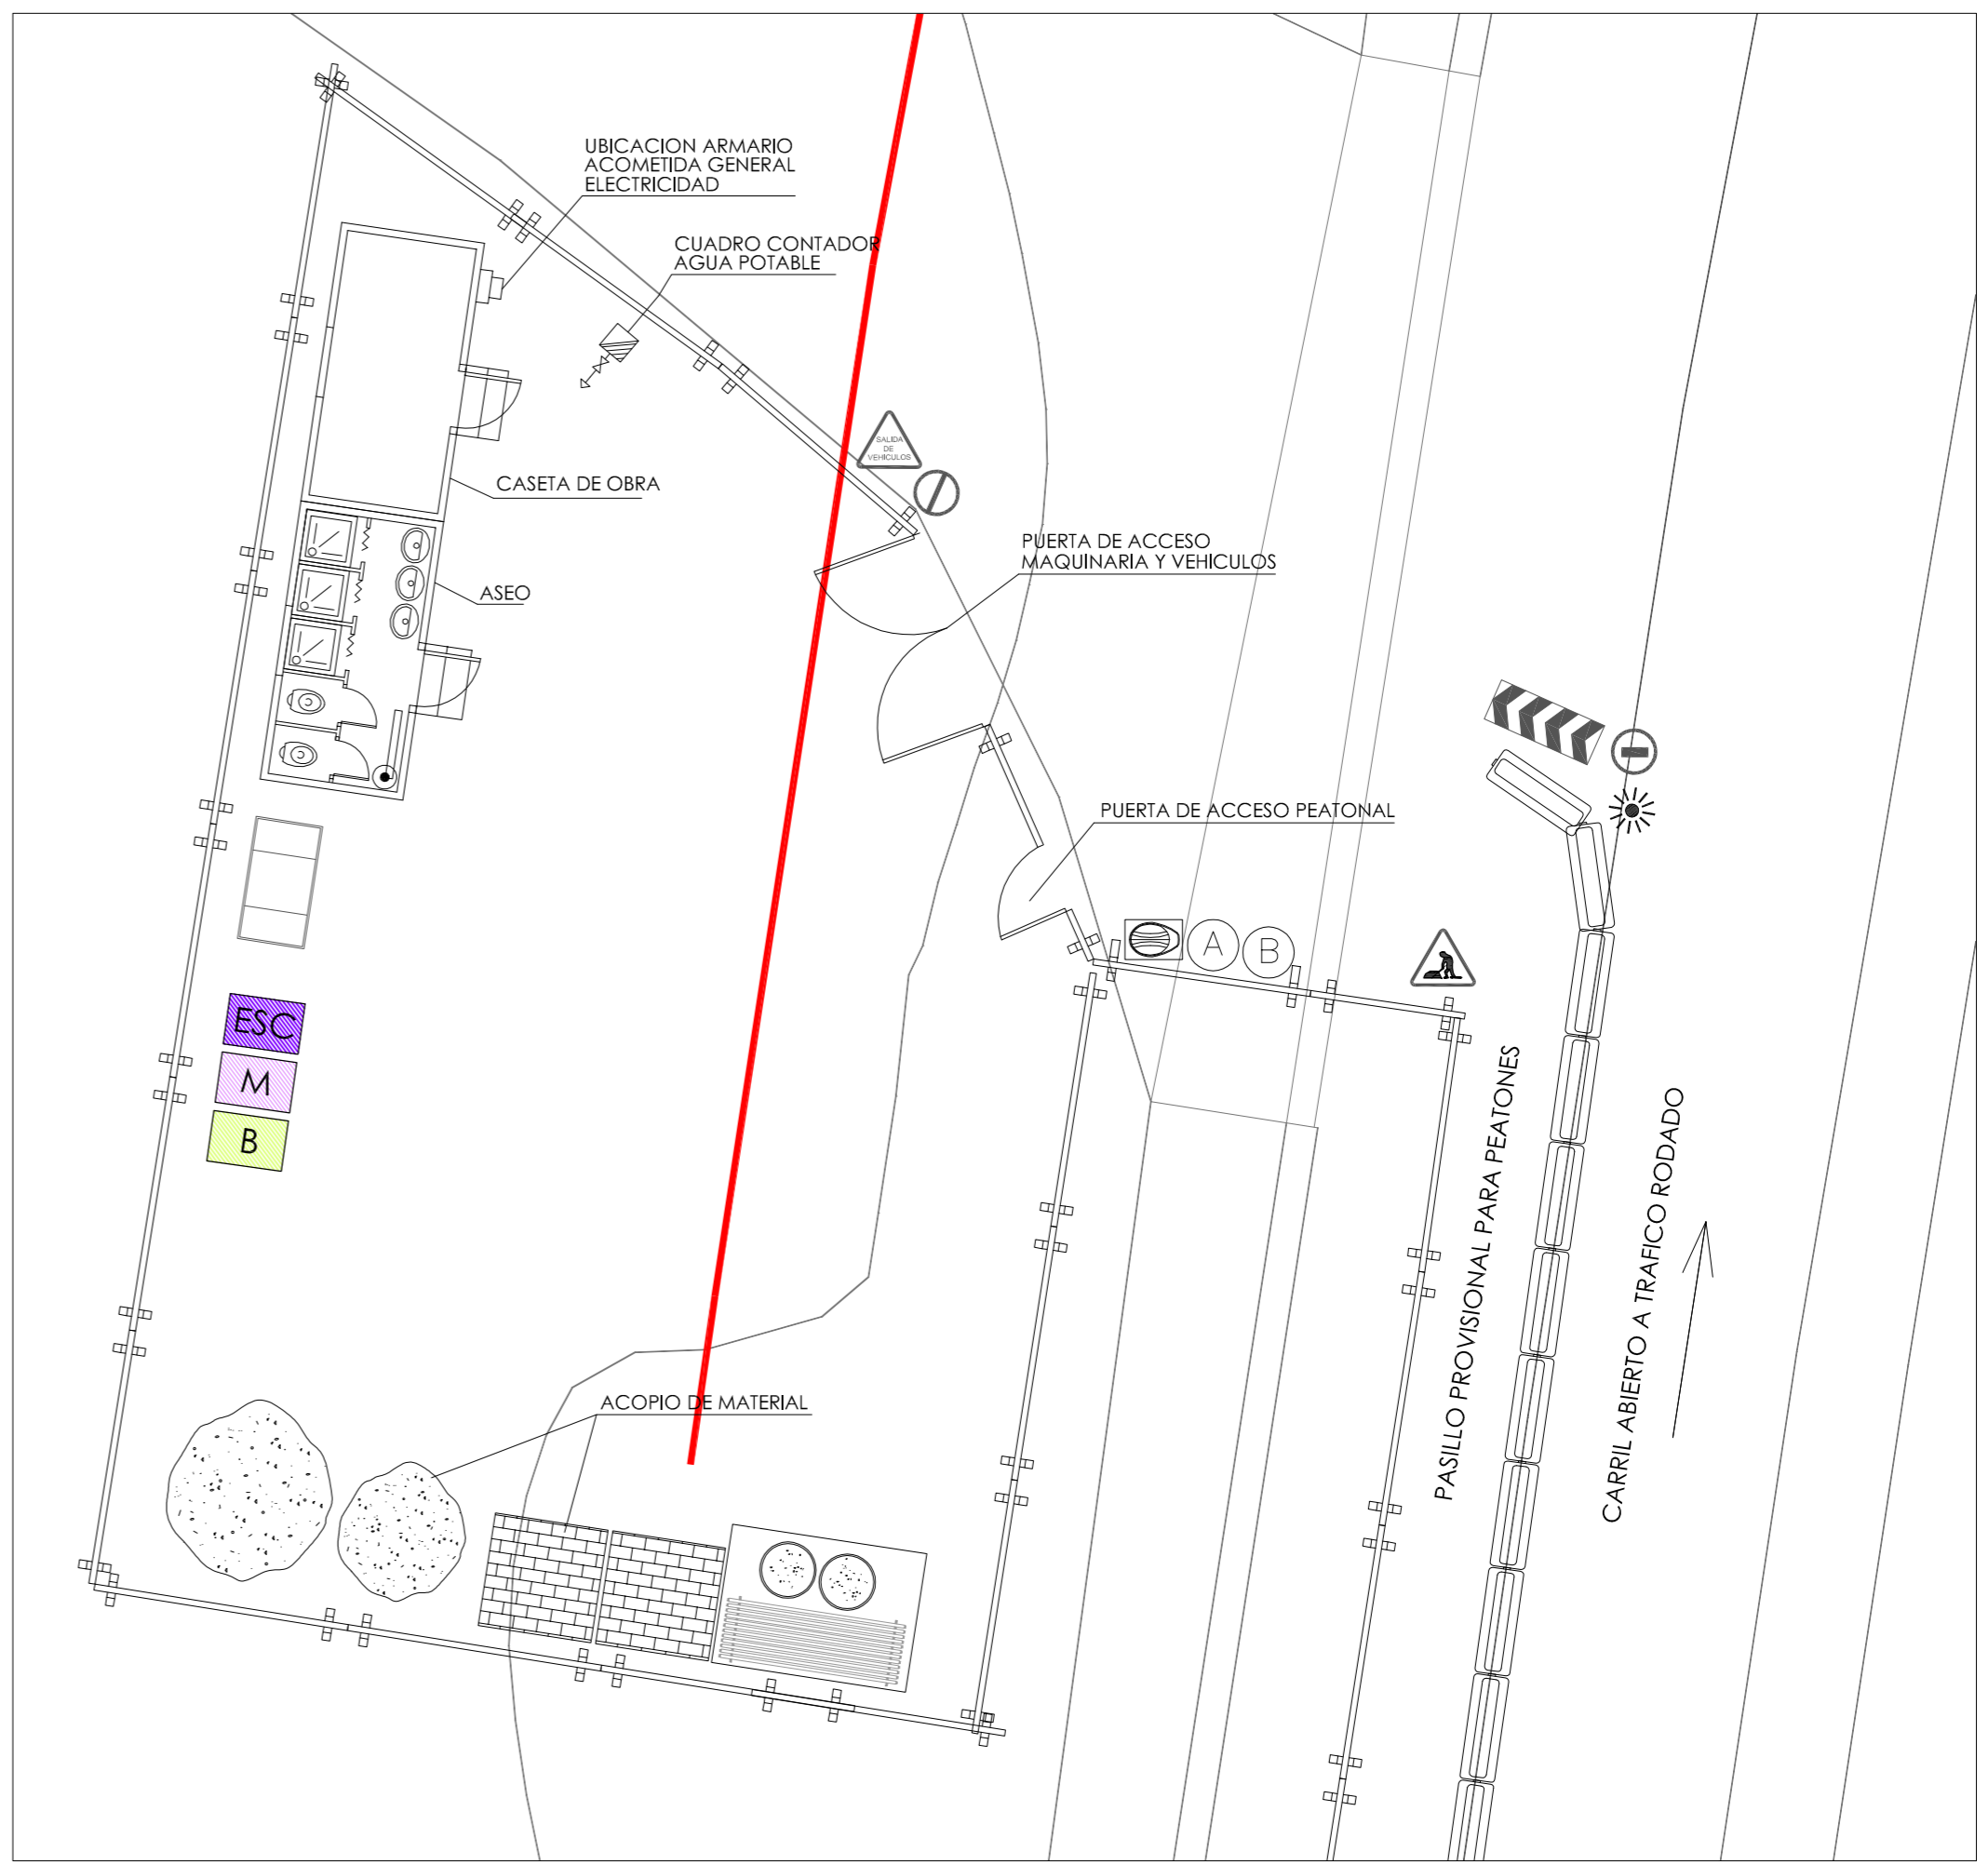 UBICACION ARMARIO
ACOMETIDA GENERAL
ELECTRICIDAD
CUADRO CONTADOR
AGUA POTABLE
SALIDA
DE
VEHICULOS
CASETA DE OBRA
PUERTA DE ACCESO
MAQUINARIA Y VEHICULOS
ASEO
PUERTA DE ACCESO PEATONAL
A
B
ESC
M
B
PASILLO PROVISIONAL PARA PEATONES
CARRIL ABIERTO A TRAFICO RODADO
ACOPIO DE MATERIAL